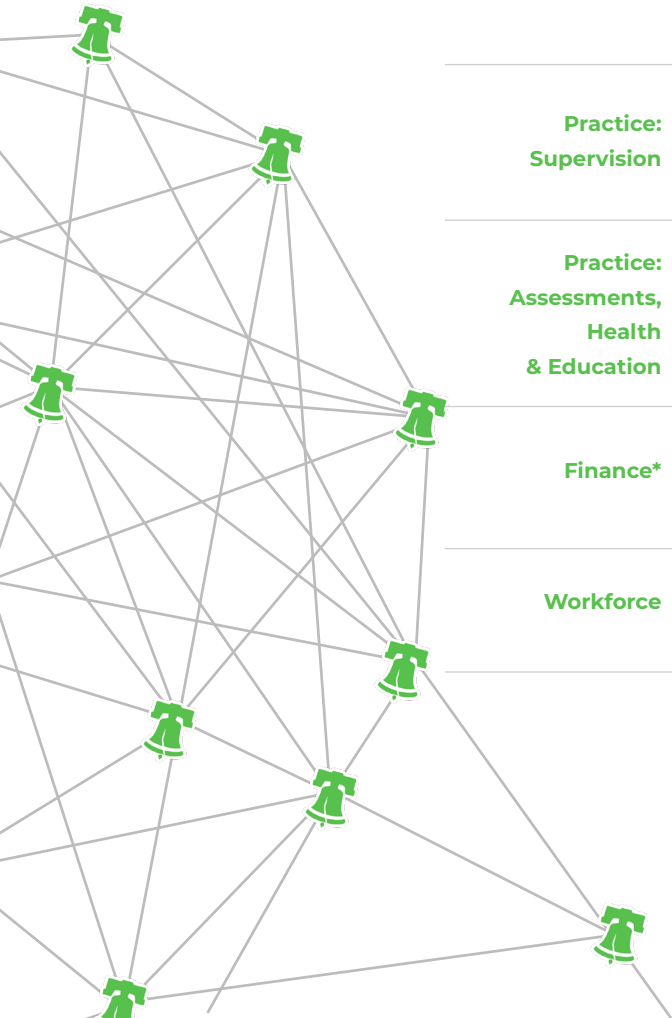 Practice:
Supervision
Practice:
Assessments,
Health
& Education
Finance*
Workforce